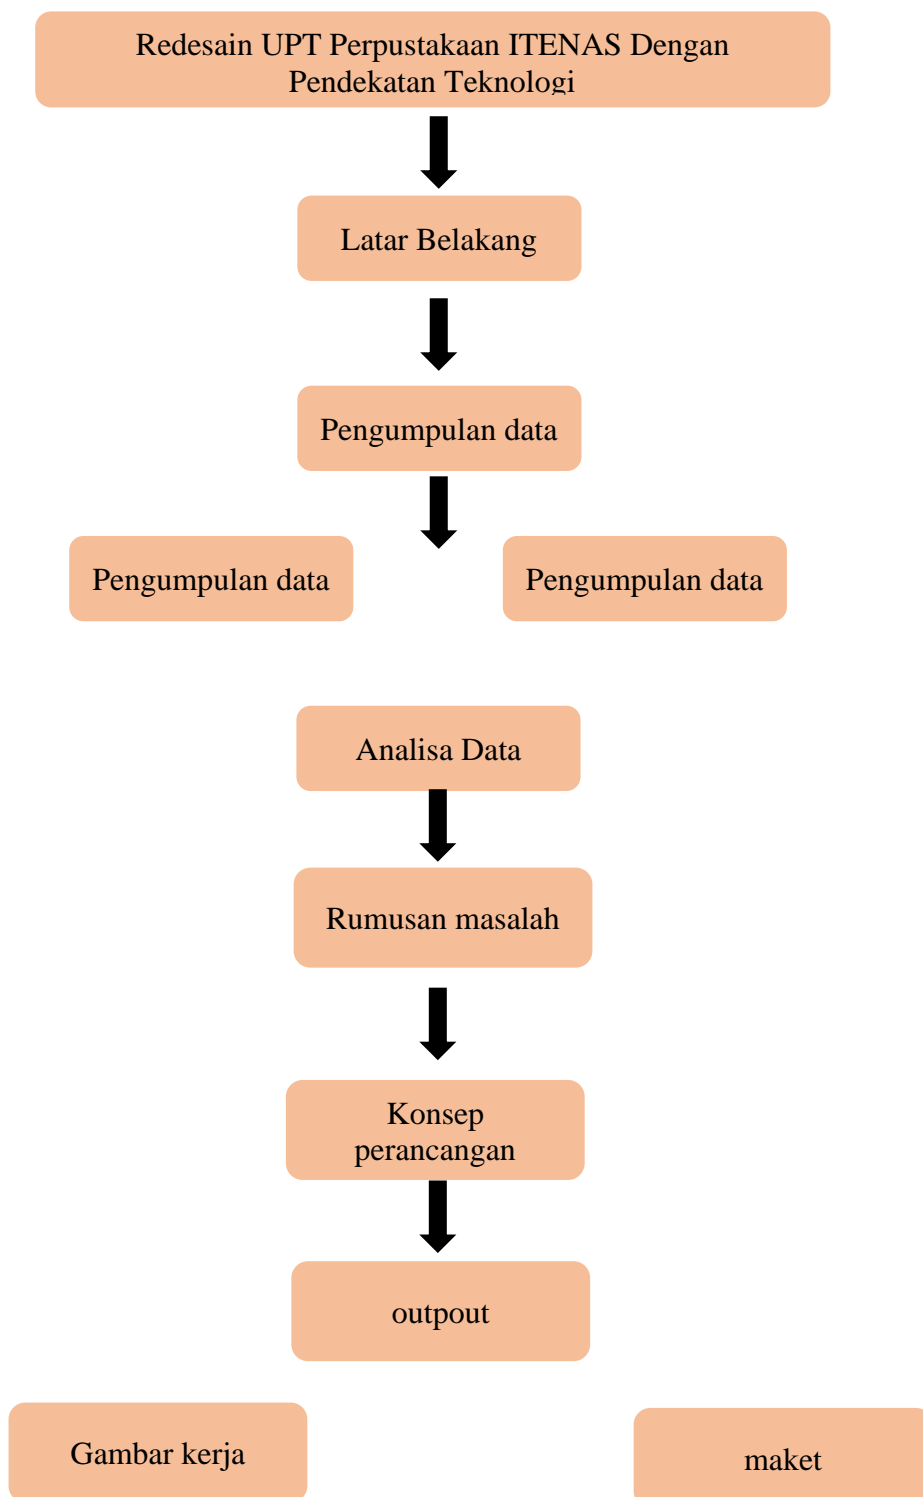 Redesain UPT Perpustakaan ITENAS Dengan
Pendekatan Teknologi
Latar Belakang
Pengumpulan data
Pengumpulan data
Pengumpulan data
Analisa Data
Rumusan masalah
Konsep
perancangan
outpout
Gambar kerja
maket